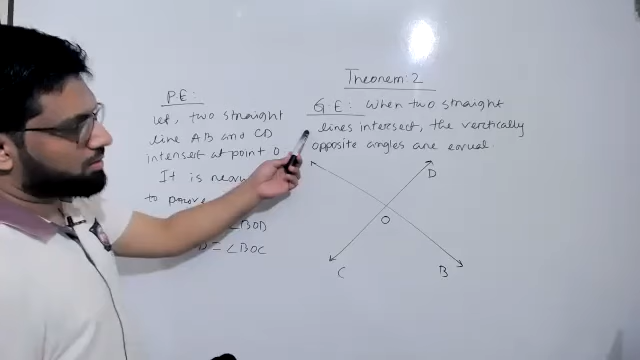 Theorem: 2
P.E:
let, two straight
line AB and CD
intersect at point O
It is
to prove
∠BOD
= ∠BOC
G.E: When two straight
lines intersect, the vertically
opposite angles are equal.
D
O
C
B